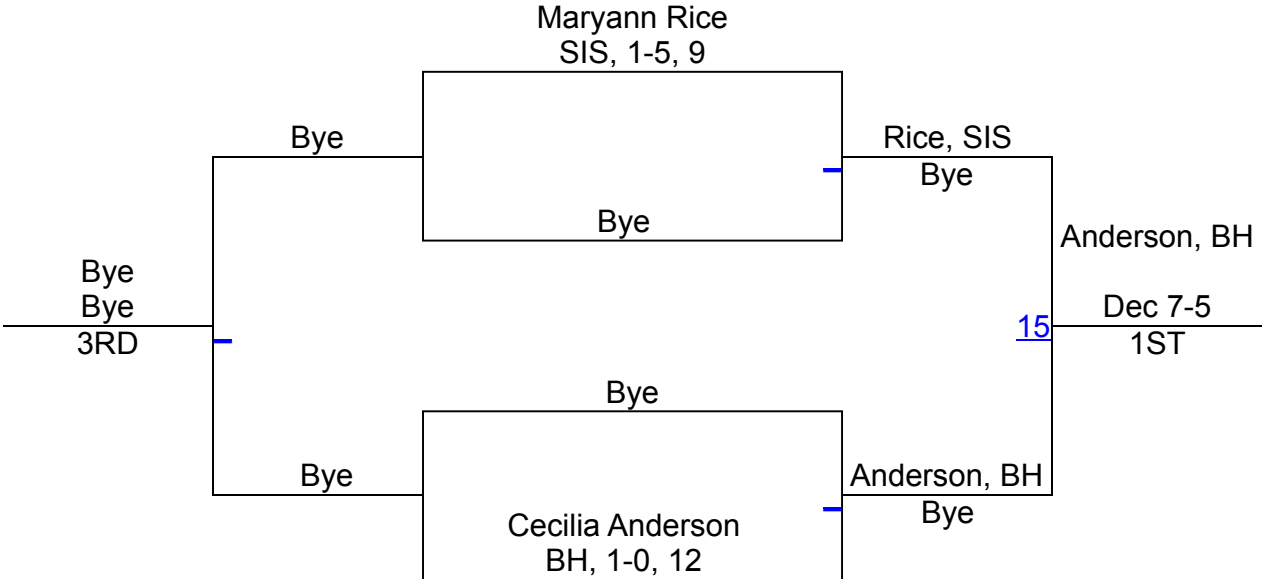 Maryann Rice
SIS, 1-5, 9
Bye
Rice, SIS
Bye
Bye
Anderson, BH
Bye
Bye
3RD
15
Dec 7-5
1ST
Bye
Bye
Anderson, BH
Bye
Cecilia Anderson
BH, 1-0, 12